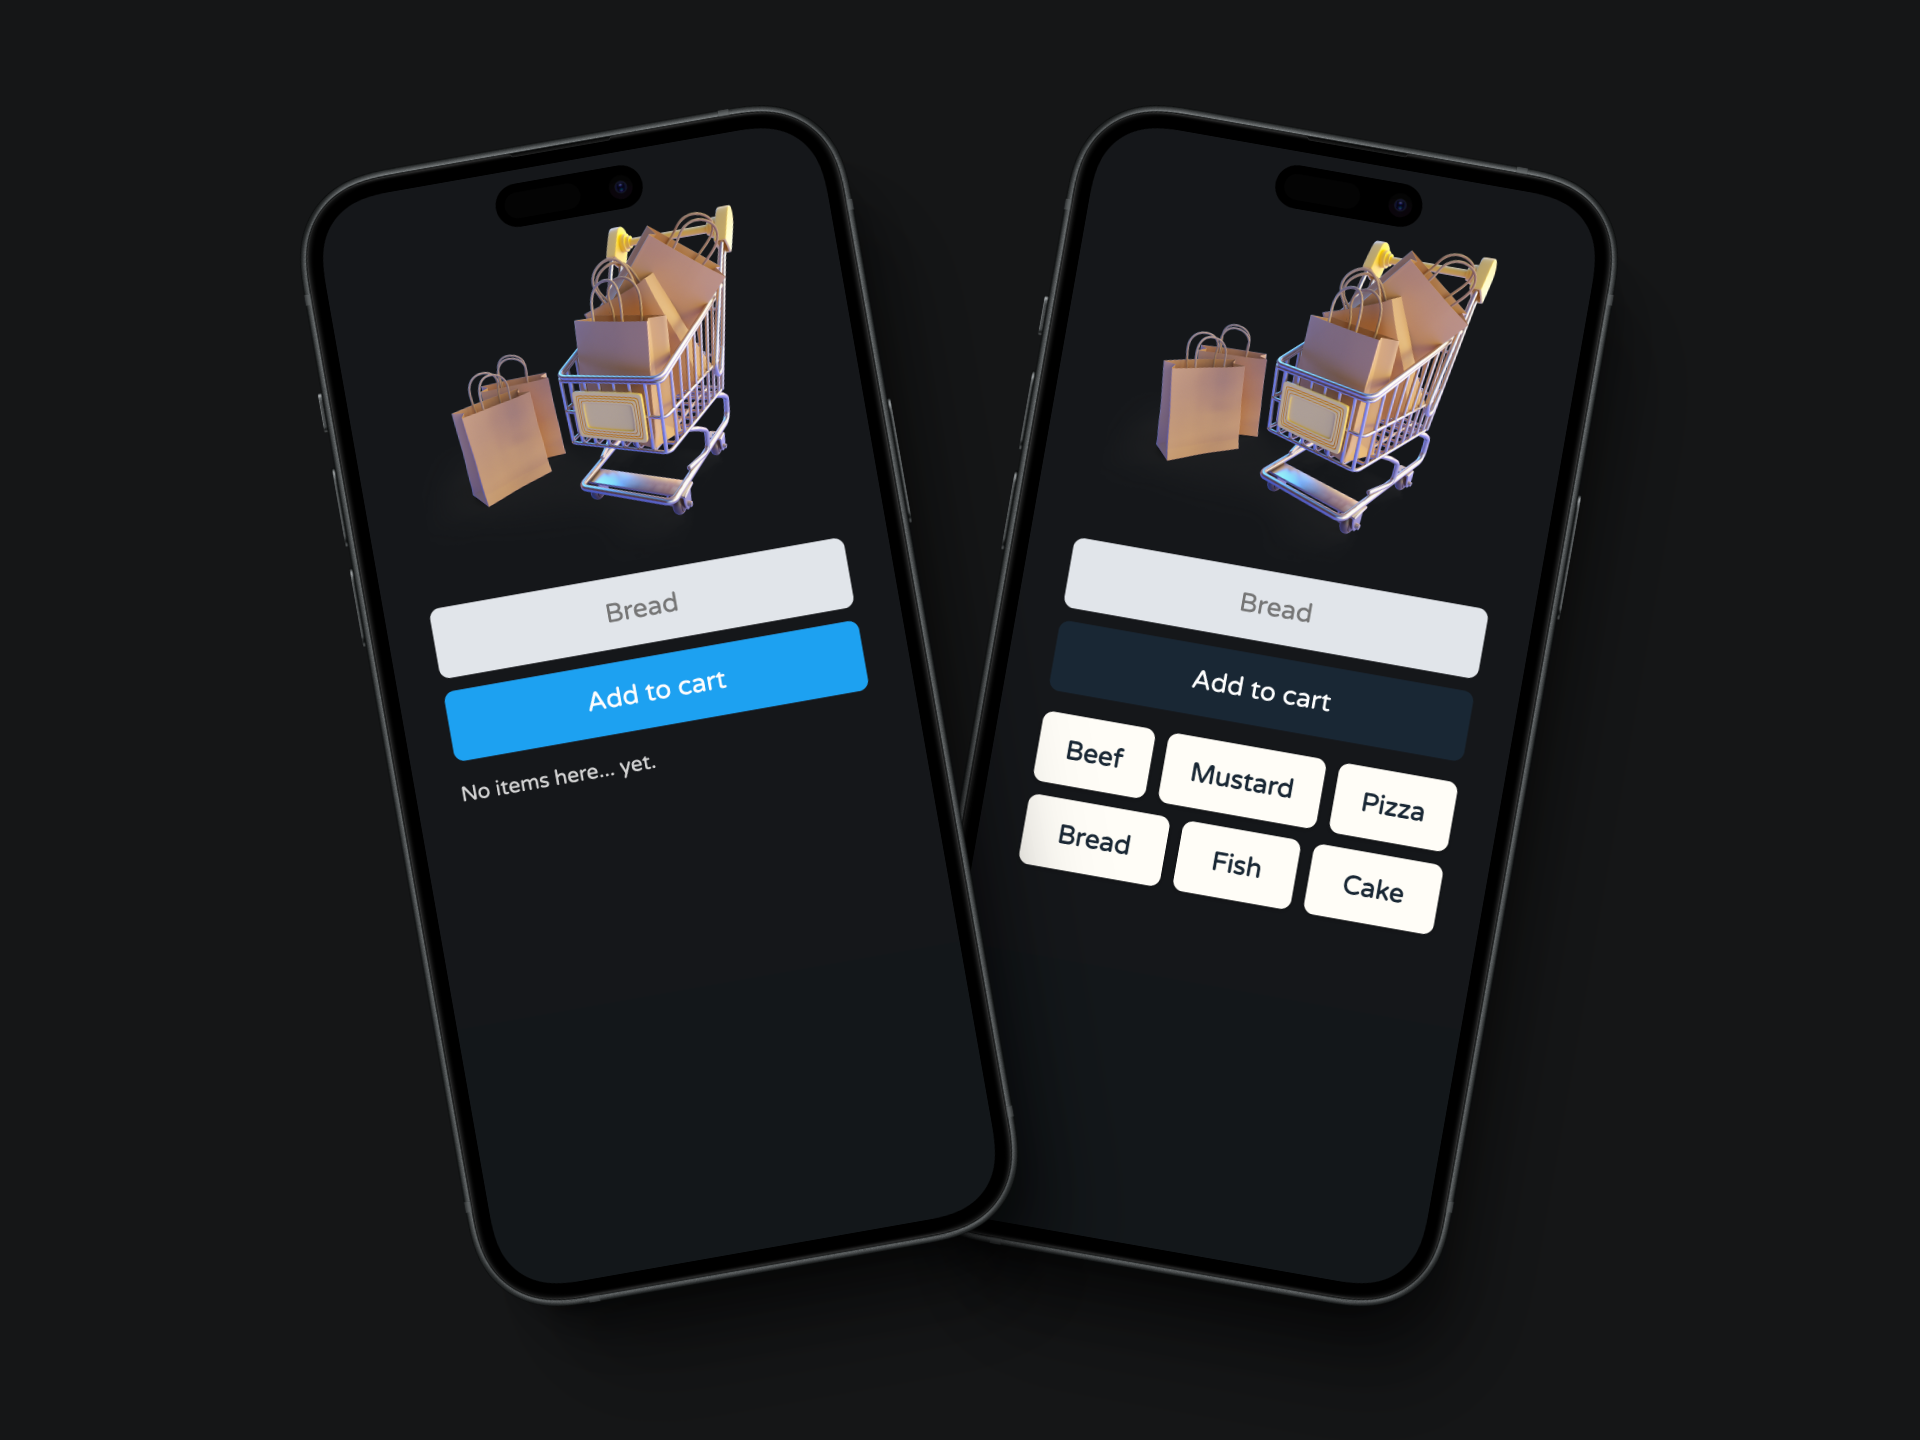 Bread
Add to cart
No items here... yet.
Bread
Add to cart
Beef Mustard Pizza
Bread Fish Cake